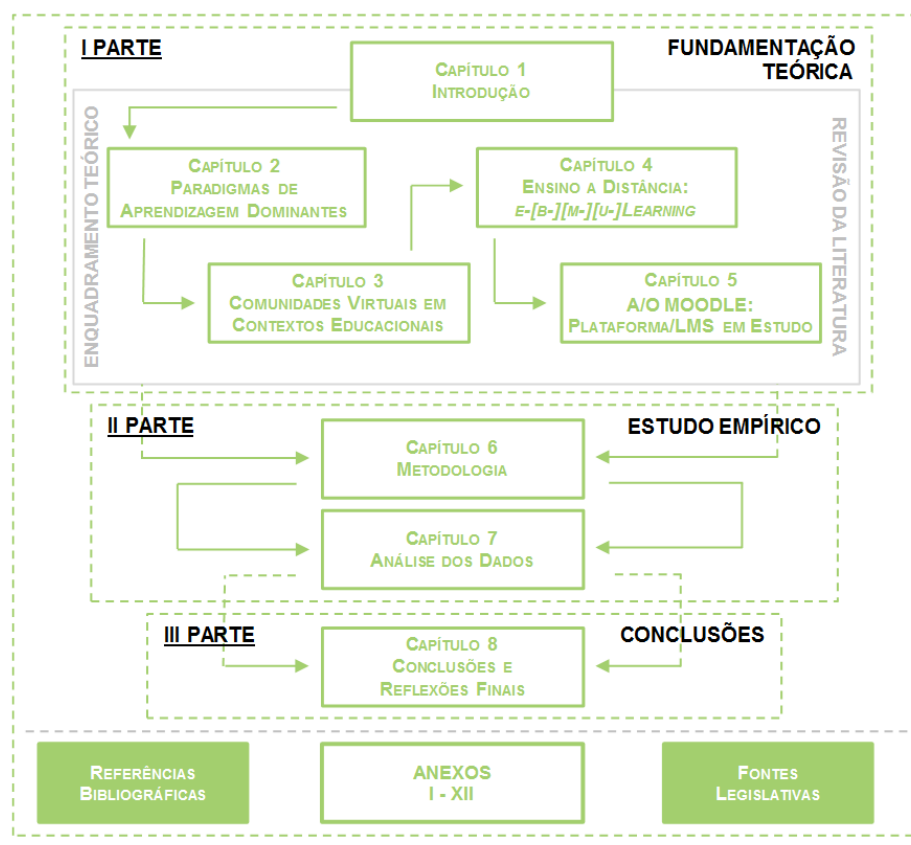 I PARTE
FUNDAMENTAÇÃO
TEÓRICA
CAPÍTULO 1
INTRODUÇÃO
ENQUADRAMENTO TEÓRICO
REVISÃO DA LITERATURA
CAPÍTULO 2
PARADIGMAS DE
APRENDIZAGEM DOMINANTES
CAPÍTULO 4
ENSINO A DISTÂNCIA:
E-[B-][M-][U-]LEARNING
CAPÍTULO 3
COMUNIDADES VIRTUAIS EM
CONTEXTOS EDUCACIONAIS
CAPÍTULO 5
A/O MOODLE:
PLATAFORMA/LMS EM ESTUDO
II PARTE
ESTUDO EMPÍRICO
CAPÍTULO 6
METODOLOGIA
CAPÍTULO 7
ANÁLISE DOS DADOS
III PARTE
CONCLUSÕES
CAPÍTULO 8
CONCLUSÕES E
REFLEXÕES FINAIS
REFERÊNCIAS
BIBLIOGRÁFICAS
ANEXOS
I - XII
FONTES
LEGISLATIVAS